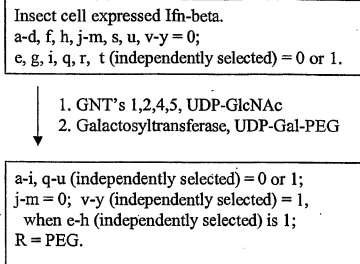 Insect cell expressed Ifn-beta.
a-d, f, h, j-m, s, u, v-y = 0;
e, g, i, q, r, t (independently selected) = 0 or 1.
1. GNT's 1,2,4,5, UDP-GlcNAc
2. Galactosyltransferase, UDP-Gal-PEG
a-i, q-u (independently selected) = 0 or 1;
j-m = 0; v-y (independently selected) = 1,
when e-h (independently selected) is 1;
R = PEG.